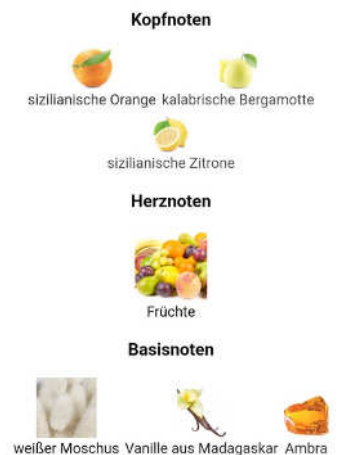 Kopfnoten
sizilianische Orange kalabrische Bergamotte
sizilianische Zitrone
Herznoten
Früchte
Basisnoten
weißer Moschus Vanille aus Madagaskar Ambra